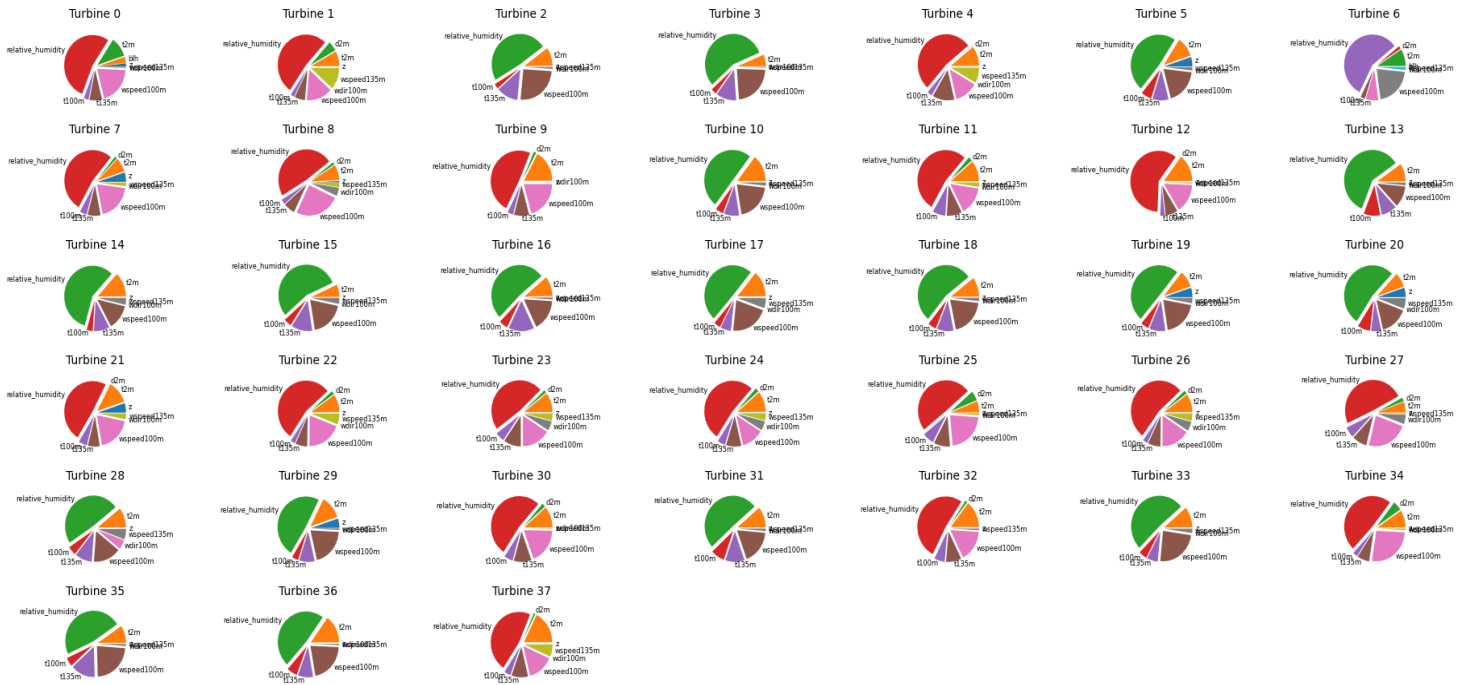 Turbine 0
relative_humidity
t2m
blh
wspeed100m
t135m
t100m
Turbine 1
relative_humidity
d2m
t2m
z
wspeed135m
wdir100m
wspeed100m
t135m
t100m
Turbine 2
relative_humidity
t2m
wspeed100m
t135m
t100m
Turbine 3
relative_humidity
t2m
wspeed100m
t135m
t100m
Turbine 4
relative_humidity
d2m
t2m
z
wspeed135m
wdir100m
wspeed100m
t135m
t100m
Turbine 5
relative_humidity
t2m
z
wspeed135m
wdir100m
wspeed100m
t135m
t100m
Turbine 6
relative_humidity
d2m
t2m
wspeed100m
t135m
t100m
Turbine 7
relative_humidity
d2m
t2m
z
wspeed135m
wdir100m
wspeed100m
t135m
t100m
Turbine 8
relative_humidity
d2m
t2m
z
wspeed135m
wdir100m
wspeed100m
t135m
t100m
Turbine 9
relative_humidity
d2m
t2m
wdir100m
wspeed100m
t135m
t100m
Turbine 10
relative_humidity
t2m
z
wdir100m
wspeed100m
t135m
t100m
Turbine 11
relative_humidity
d2m
t2m
z
wspeed135m
wdir100m
wspeed100m
t135m
t100m
Turbine 12
relative_humidity
d2m
t2m
wspeed135m
wspeed100m
t135m
t100m
Turbine 13
relative_humidity
t2m
wspeed135m
wdir100m
wspeed100m
t135m
t100m
Turbine 14
relative_humidity
t2m
z
wspeed135m
wdir100m
wspeed100m
t135m
t100m
Turbine 15
relative_humidity
t2m
z
wspeed135m
wdir100m
wspeed100m
t135m
t100m
Turbine 16
relative_humidity
t2m
wspeed135m
wdir100m
wspeed100m
t135m
t100m
Turbine 17
relative_humidity
t2m
z
wspeed135m
wdir100m
wspeed100m
t135m
t100m
Turbine 18
relative_humidity
t2m
z
wspeed135m
wdir100m
wspeed100m
t135m
t100m
Turbine 19
relative_humidity
t2m
z
wspeed135m
wdir100m
wspeed100m
t135m
t100m
Turbine 20
relative_humidity
t2m
z
wspeed135m
wdir100m
wspeed100m
t135m
t100m
Turbine 21
relative_humidity
d2m
t2m
z
wspeed135m
wdir100m
wspeed100m
t135m
t100m
Turbine 22
relative_humidity
d2m
t2m
z
wspeed135m
wdir100m
wspeed100m
t135m
t100m
Turbine 23
relative_humidity
d2m
t2m
wspeed135m
wdir100m
wspeed100m
t135m
t100m
Turbine 24
relative_humidity
d2m
t2m
z
wspeed135m
wdir100m
wspeed100m
t135m
t100m
Turbine 25
relative_humidity
d2m
t2m
z
wspeed135m
wdir100m
wspeed100m
t135m
t100m
Turbine 26
relative_humidity
d2m
t2m
z
wspeed135m
wdir100m
wspeed100m
t135m
t100m
Turbine 27
relative_humidity
d2m
t2m
wspeed135m
wdir100m
wspeed100m
t135m
t100m
Turbine 28
relative_humidity
t2m
z
wspeed135m
wdir100m
wspeed100m
t135m
t100m
Turbine 29
relative_humidity
t2m
z
wspeed135m
wspeed100m
t135m
t100m
Turbine 30
relative_humidity
d2m
t2m
wspeed100m
t135m
t100m
Turbine 31
relative_humidity
t2m
z
wspeed135m
wdir100m
wspeed100m
t135m
t100m
Turbine 32
relative_humidity
d2m
t2m
z
wspeed135m
wspeed100m
t135m
t100m
Turbine 33
relative_humidity
t2m
z
wspeed135m
wdir100m
wspeed100m
t135m
t100m
Turbine 34
relative_humidity
d2m
t2m
z
wspeed135m
wdir100m
wspeed100m
t135m
t100m
Turbine 35
relative_humidity
t2m
wspeed135m
wspeed100m
t135m
t100m
Turbine 36
relative_humidity
t2m
wspeed100m
t135m
t100m
Turbine 37
relative_humidity
d2m
t2m
z
wspeed135m
wdir100m
wspeed100m
t135m
t100m